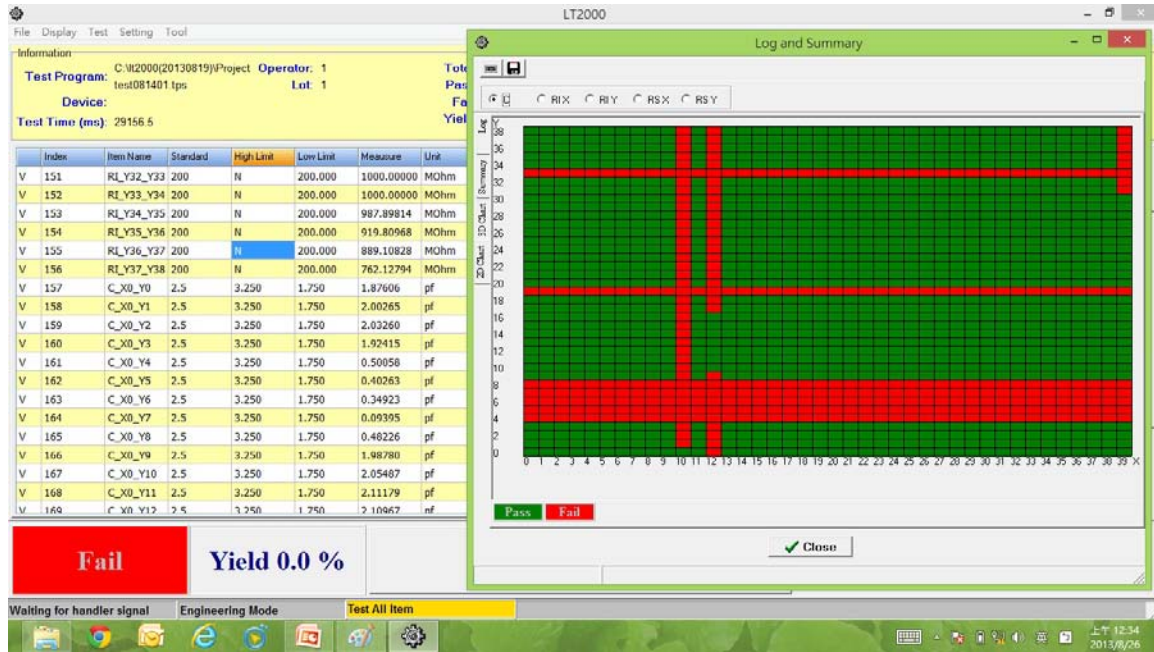 LT2000
File Display Test Setting Tool
Information
Test Program: C:\lt2000(20130819)\Project Operator: 1
test081401.tps Lot: 1
Device:
Test Time (ms): 29156.5
Index Item Name Standard High Limit Low Limit Measure Unit
V 151 RI_Y32_Y33 200 N 200.000 1000.00000 MOhm
V 152 RI_Y33_Y34 200 N 200.000 1000.00000 MOhm
V 153 RI_Y34_Y35 200 N 200.000 987.89814 MOhm
V 154 RI_Y35_Y36 200 N 200.000 919.80968 MOhm
V 155 RI_Y36_Y37 200 N 200.000 889.10828 MOhm
V 156 RI_Y37_Y38 200 N 200.000 762.12794 MOhm
V 157 C_X0_Y0 2.5 3.250 1.750 1.87606 pf
V 158 C_X0_Y1 2.5 3.250 1.750 2.00265 pf
V 159 C_X0_Y2 2.5 3.250 1.750 2.03260 pf
V 160 C_X0_Y3 2.5 3.250 1.750 1.92415 pf
V 161 C_X0_Y4 2.5 3.250 1.750 0.50058 pf
V 162 C_X0_Y5 2.5 3.250 1.750 0.40263 pf
V 163 C_X0_Y6 2.5 3.250 1.750 0.34923 pf
V 164 C_X0_Y7 2.5 3.250 1.750 0.09395 pf
V 165 C_X0_Y8 2.5 3.250 1.750 0.48226 pf
V 166 C_X0_Y9 2.5 3.250 1.750 1.98780 pf
V 167 C_X0_Y10 2.5 3.250 1.750 2.05487 pf
V 168 C_X0_Y11 2.5 3.250 1.750 2.11179 pf
V 169 C_X0_Y12 2.5 3.250 1.750 2.10967 pf
Fail
Yield 0.0 %
Log and Summary
C RIX RIY RSX RSY
Log
Summary
3D Chart
2D Chart
Y
38
36
34
32
30
28
26
24
22
20
18
16
14
12
10
8
6
4
2
0
0 1 2 3 4 5 6 7 8 9 10 11 12 13 14 15 16 17 18 19 20 21 22 23 24 25 26 27 28 29 30 31 32 33 34 35 36 37 38 39 X
Pass Fail
Close
Waiting for handler signal Engineering Mode Test All Item
上午 12:34
2013/8/26